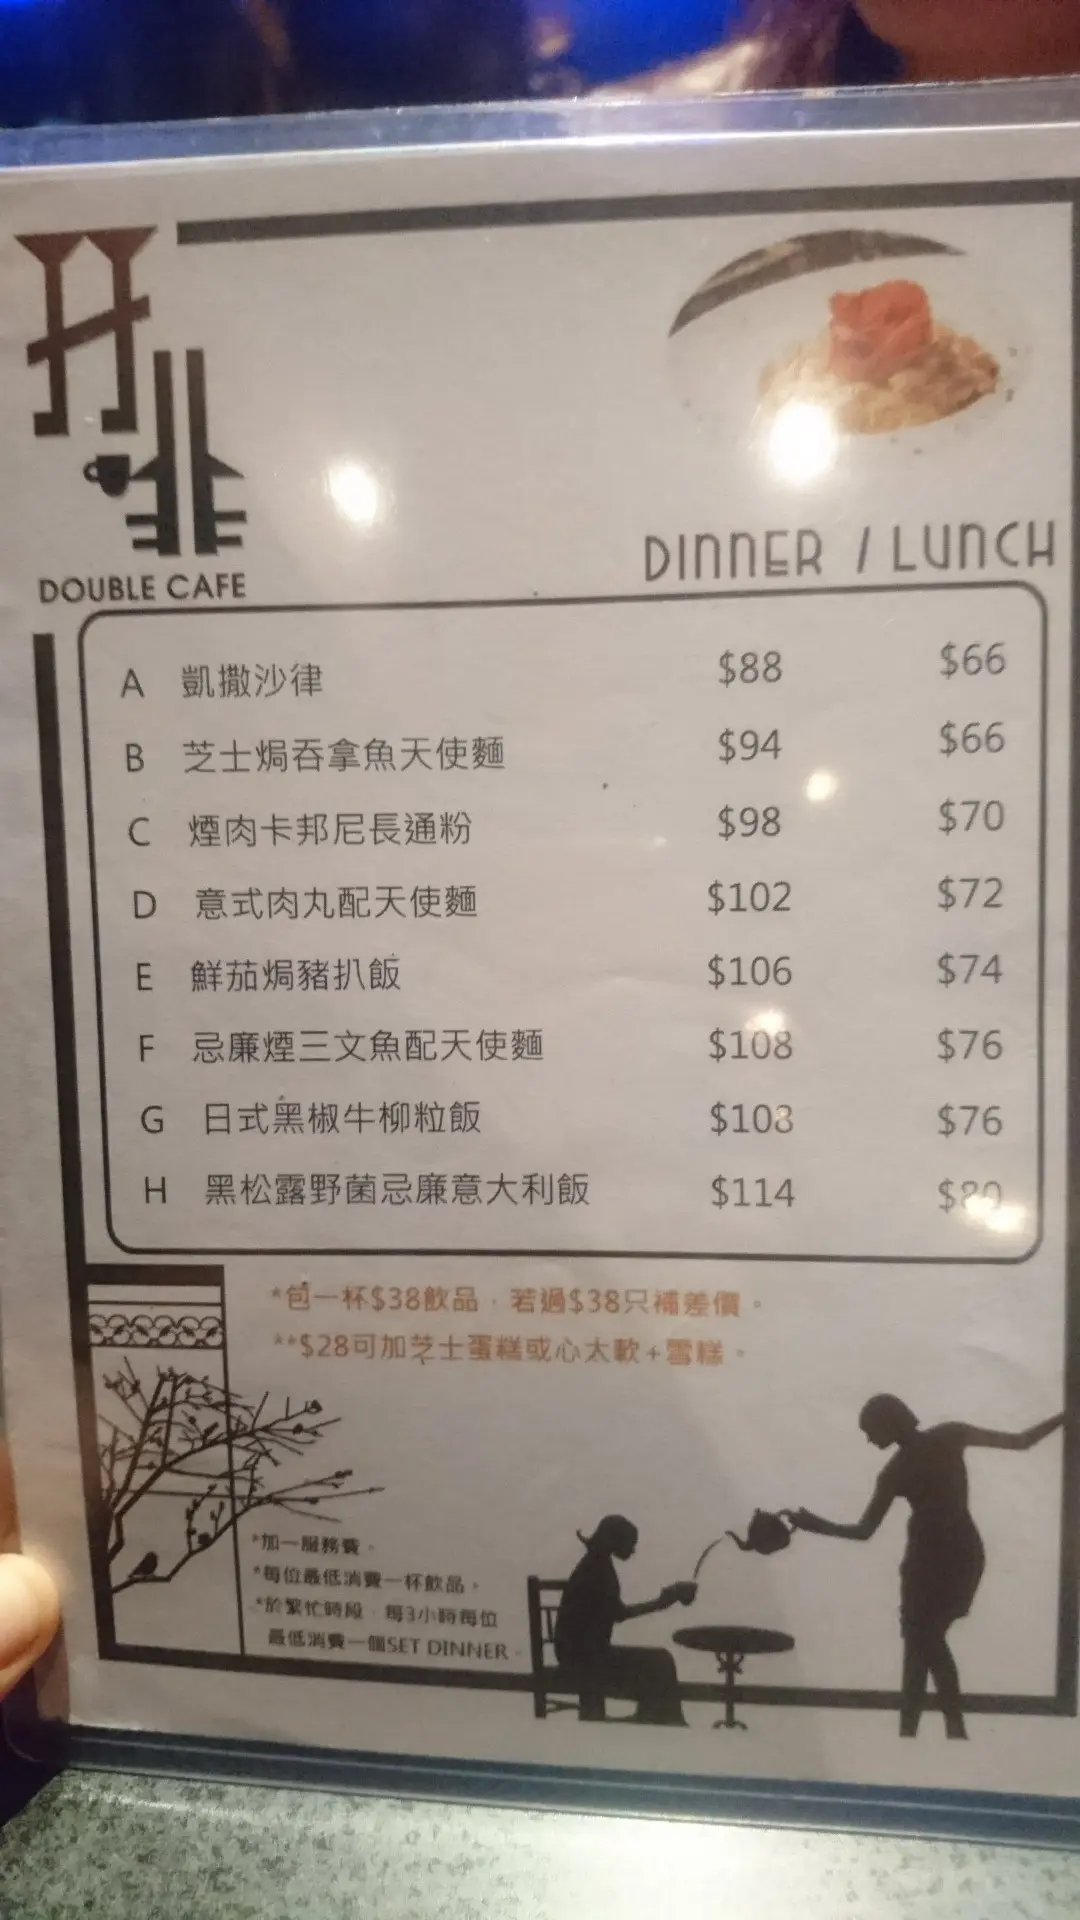 DOUBLE CAFE
DINNER / LUNCH
A 凱撒沙律 $88 $66
B 芝士焗吞拿魚天使麵 $94 $66
C 煙肉卡邦尼長通粉 $98 $70
D 意式肉丸配天使麵 $102 $72
E 鮮茄焗豬扒飯 $106 $74
F 忌廉煙三文魚配天使麵 $108 $76
G 日式黑椒牛柳粒飯 $108 $76
H 黑松露野菌忌廉意大利飯 $114 $80
*包一杯$38飲品，若過$38只補差價。
**$28可加芝士蛋糕或心太軟+雪糕。
*加一服務費。
*每位最低消費一杯飲品。
*於繁忙時段，每3小時每位
最低消費一個SET DINNER。